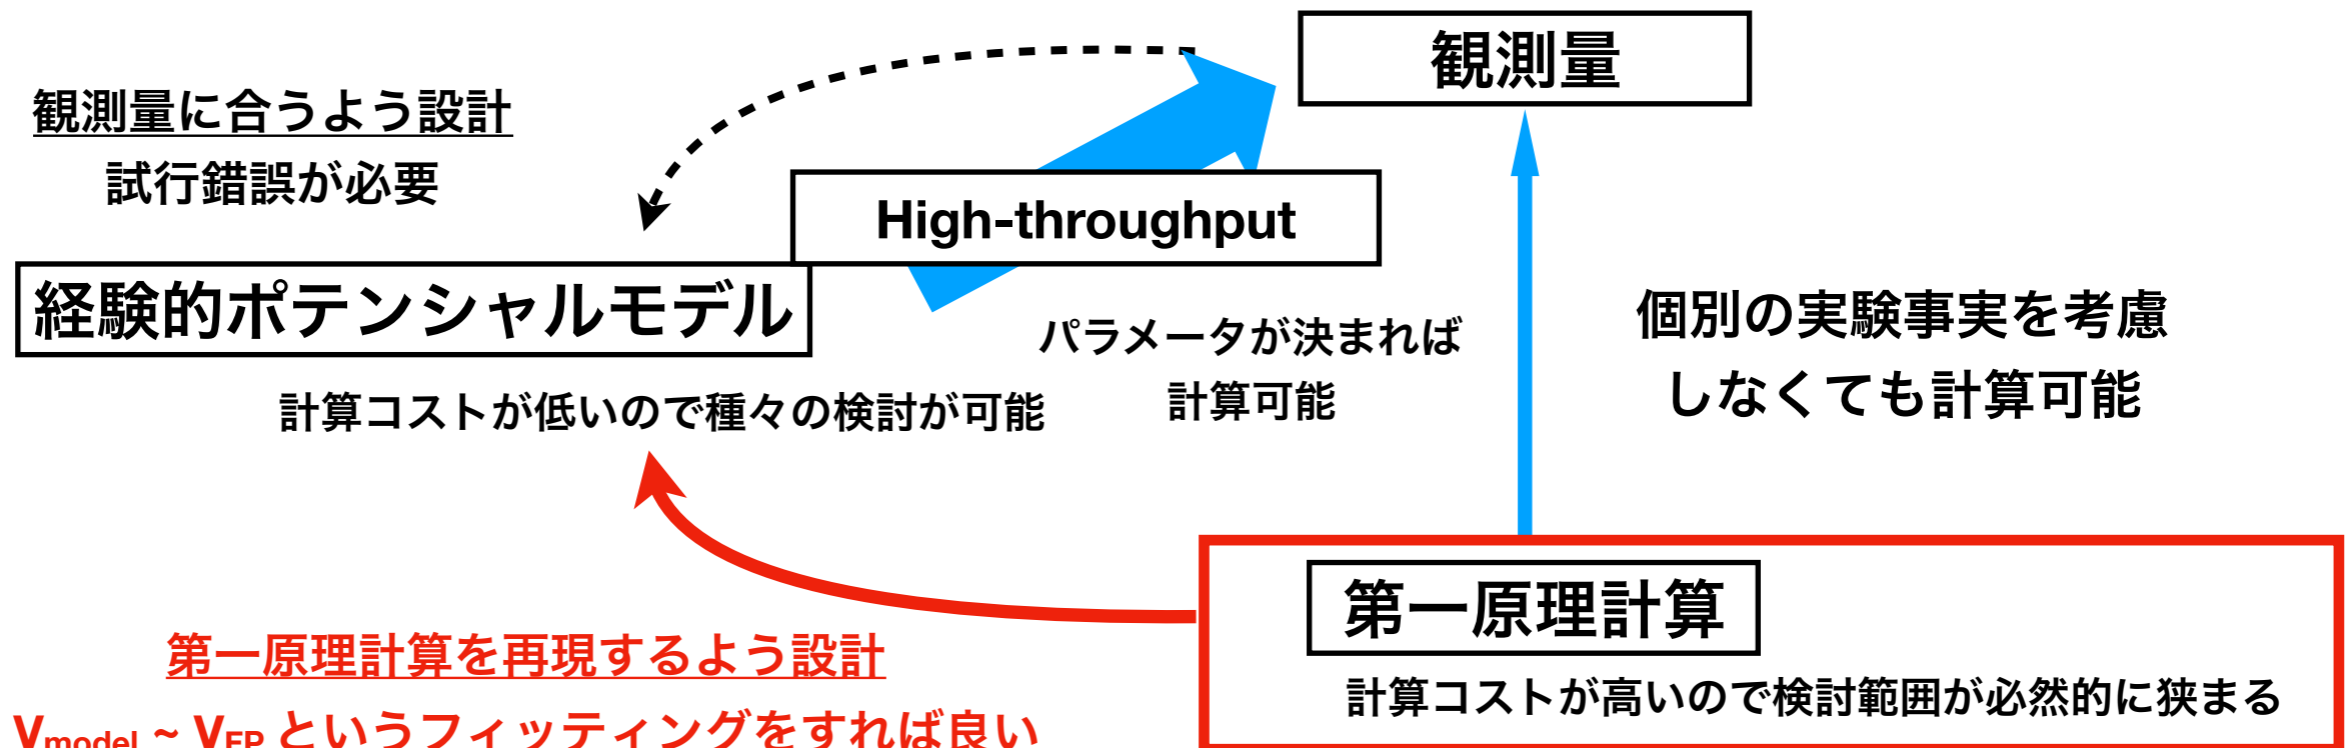 観測量
観測量に合うよう設計
試行錯誤が必要
High-throughput
経験的ポテンシャルモデル
パラメータが決まれば
計算可能
計算コストが低いので種々の検討が可能
個別の実験事実を考慮
しなくても計算可能
第一原理計算
計算コストが高いので検討範囲が必然的に狭まる
第一原理計算を再現するよう設計
Vmodel ~ VFP というフィッティングをすれば良い